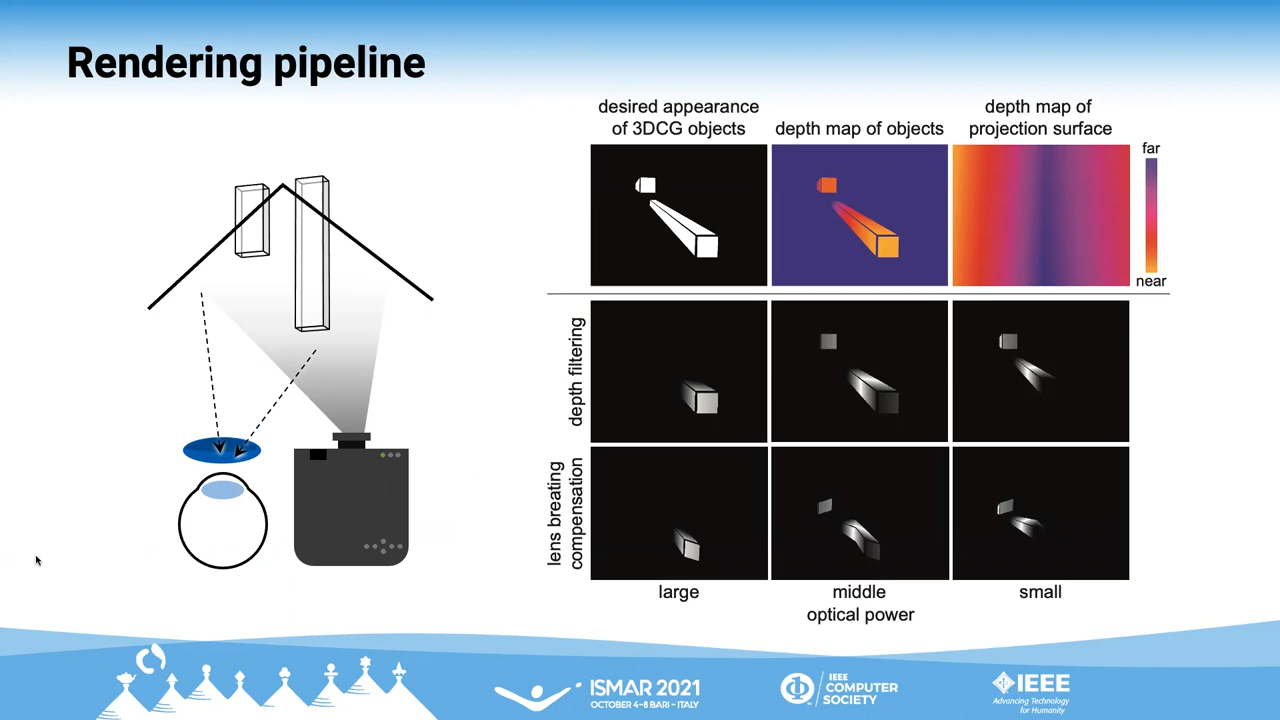 Rendering pipeline
desired appearance
of 3DCG objects
depth map of objects
depth map of
projection surface
far
near
depth filtering
lens breating
compensation
large
middle
small
optical power
ISMAR 2021
OCTOBER 4-8 BARI - ITALY
IEEE
COMPUTER
SOCIETY
IEEE
Advancing Technology
for Humanity